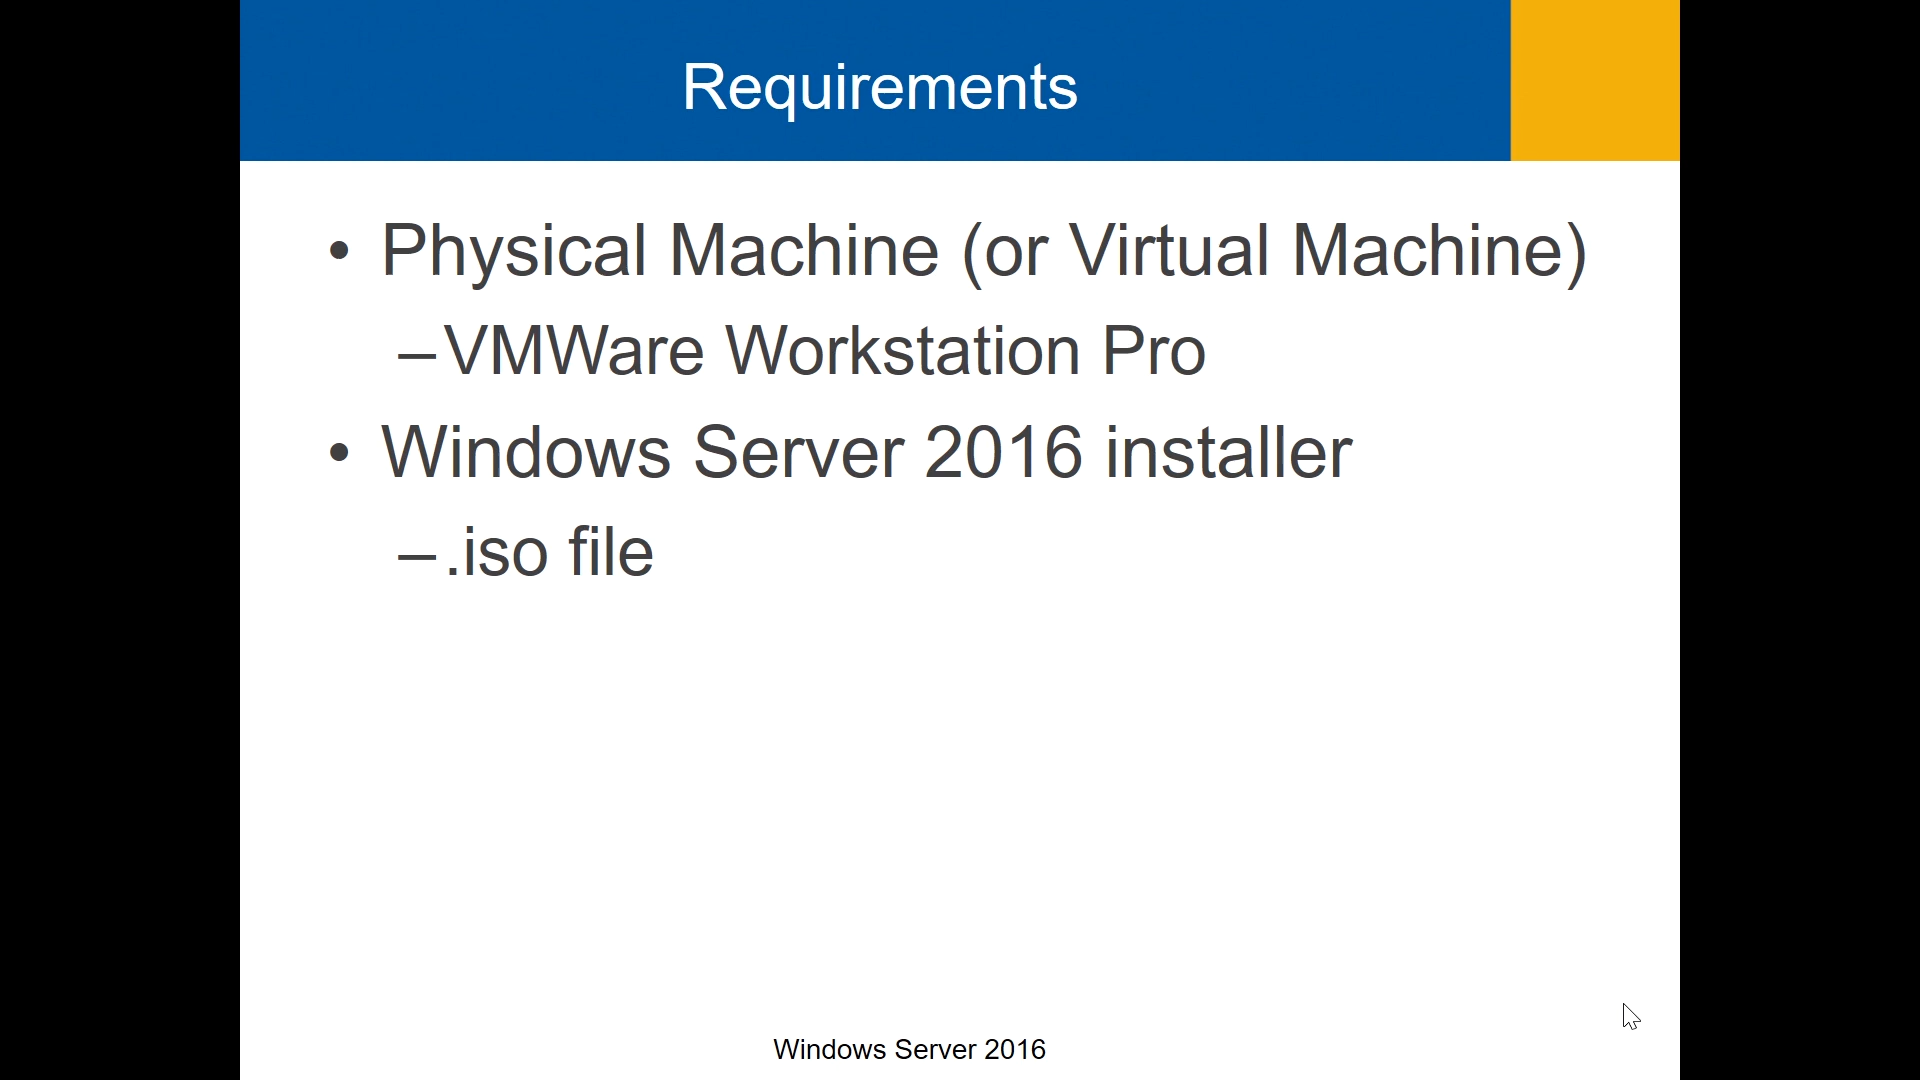 Requirements
• Physical Machine (or Virtual Machine)
–VMWare Workstation Pro
• Windows Server 2016 installer
–.iso file
Windows Server 2016